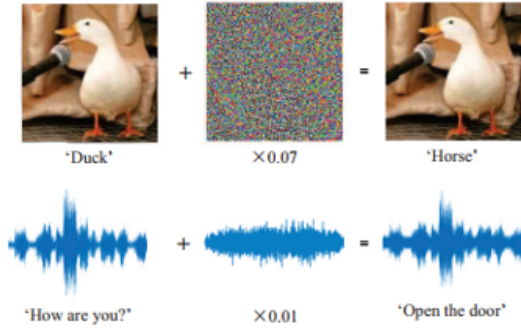 + =
'Duck' ×0.07 'Horse'
+ =
'How are you?' ×0.01 'Open the door'